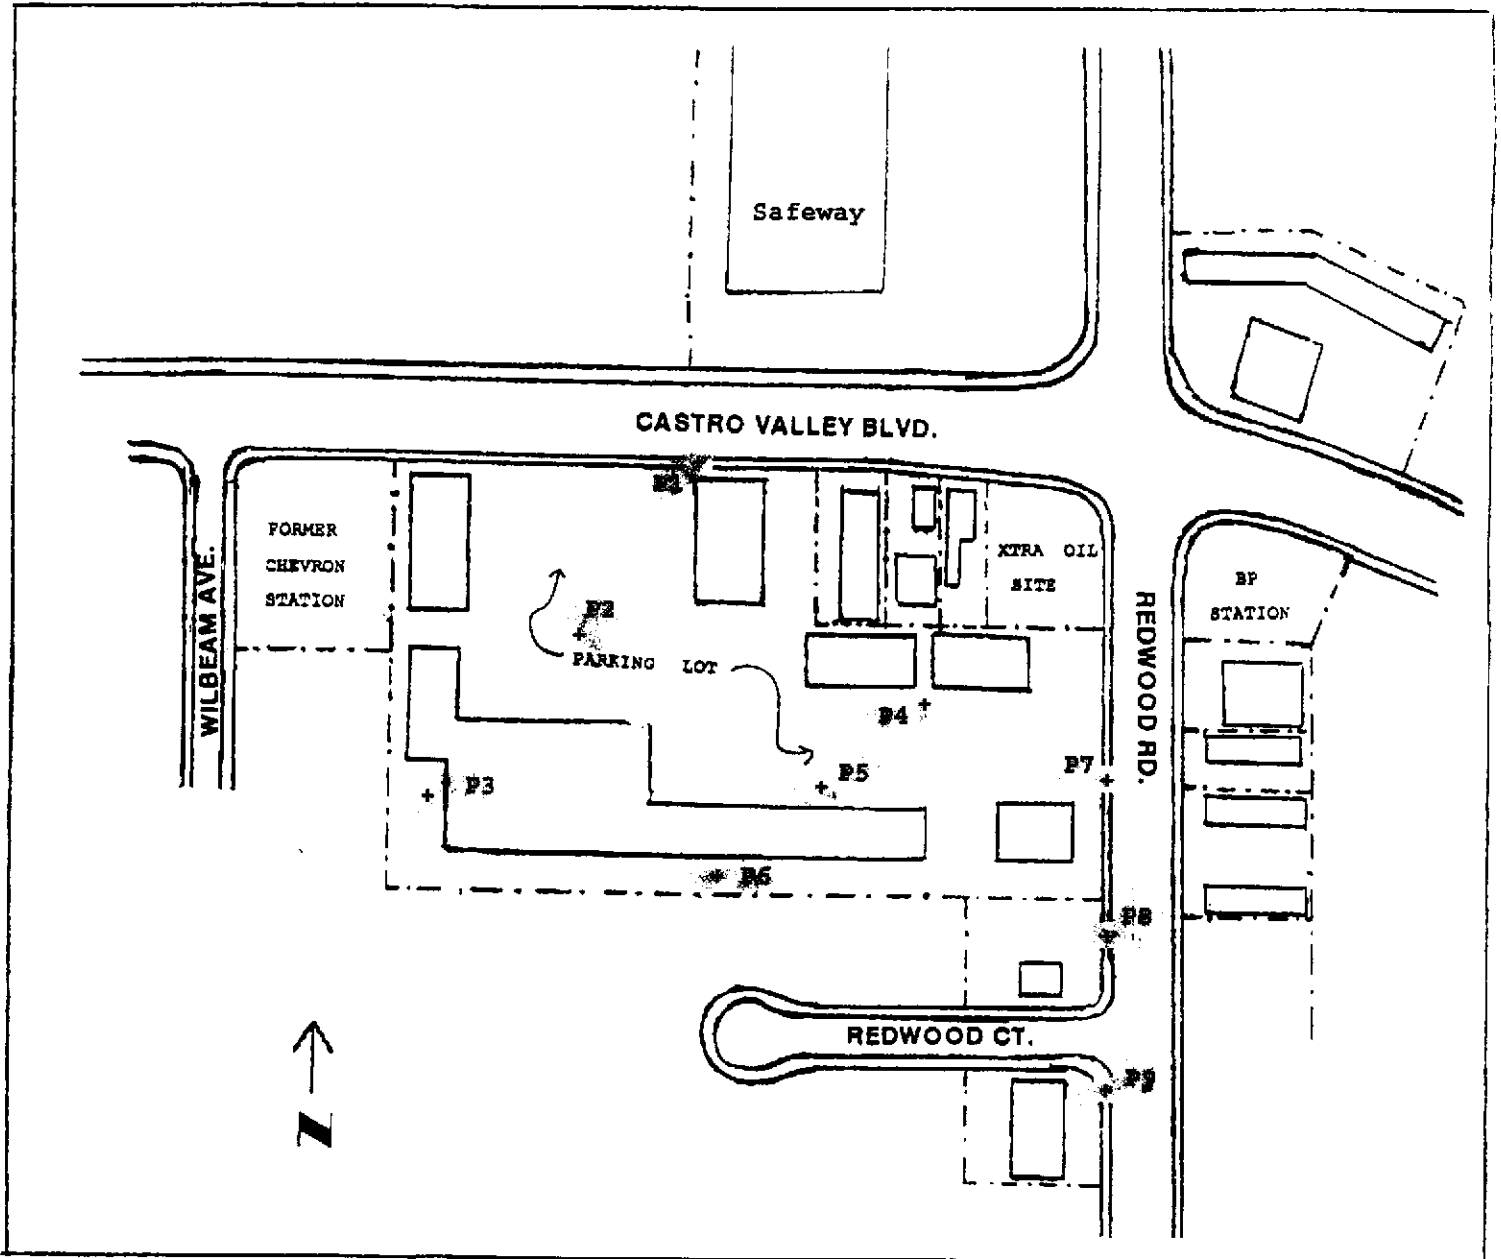 Safeway
CASTRO VALLEY BLVD.
FORMER
CHEVRON
STATION
WILBEAM AVE.
XTRA OIL
SITE
BP
STATION
REDWOOD RD.
P2
PARKING LOT
P4
P7
P5
P3
P6
P8
REDWOOD CT.
P9
N